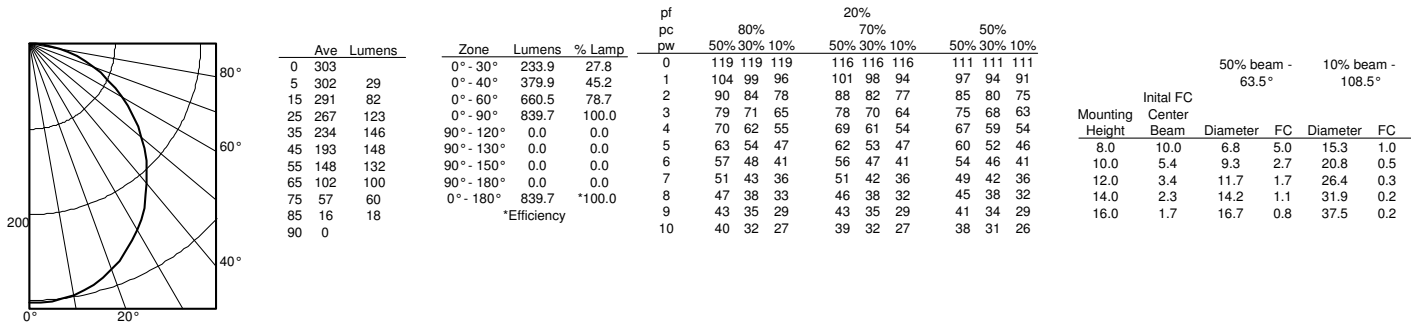 80°
60°
200
40°
0° 20°
Ave Lumens
0 303
5 302 29
15 291 82
25 267 123
35 234 146
45 193 148
55 148 132
65 102 100
75 57 60
85 16 18
90 0
Zone Lumens % Lamp
0° - 30° 233.9 27.8
0° - 40° 379.9 45.2
0° - 60° 660.5 78.7
0° - 90° 839.7 100.0
90° - 120° 0.0 0.0
90° - 130° 0.0 0.0
90° - 150° 0.0 0.0
90° - 180° 0.0 0.0
0° - 180° 839.7 *100.0
*Efficiency
pf 20%
pc 80% 70% 50%
pw 50% 30% 10% 50% 30% 10% 50% 30% 10%
0 119 119 119 116 116 116 111 111 111
1 104 99 96 101 98 94 97 94 91
2 90 84 78 88 82 77 85 80 75
3 79 71 65 78 70 64 75 68 63
4 70 62 55 69 61 54 67 59 54
5 63 54 47 62 53 47 60 52 46
6 57 48 41 56 47 41 54 46 41
7 51 43 36 51 42 36 49 42 36
8 47 38 33 46 38 32 45 38 32
9 43 35 29 43 35 29 41 34 29
10 40 32 27 39 32 27 38 31 26
50% beam - 10% beam -
63.5° 108.5°
Inital FC
Mounting Center
Height Beam Diameter FC Diameter FC
8.0 10.0 6.8 5.0 15.3 1.0
10.0 5.4 9.3 2.7 20.8 0.5
12.0 3.4 11.7 1.7 26.4 0.3
14.0 2.3 14.2 1.1 31.9 0.2
16.0 1.7 16.7 0.8 37.5 0.2